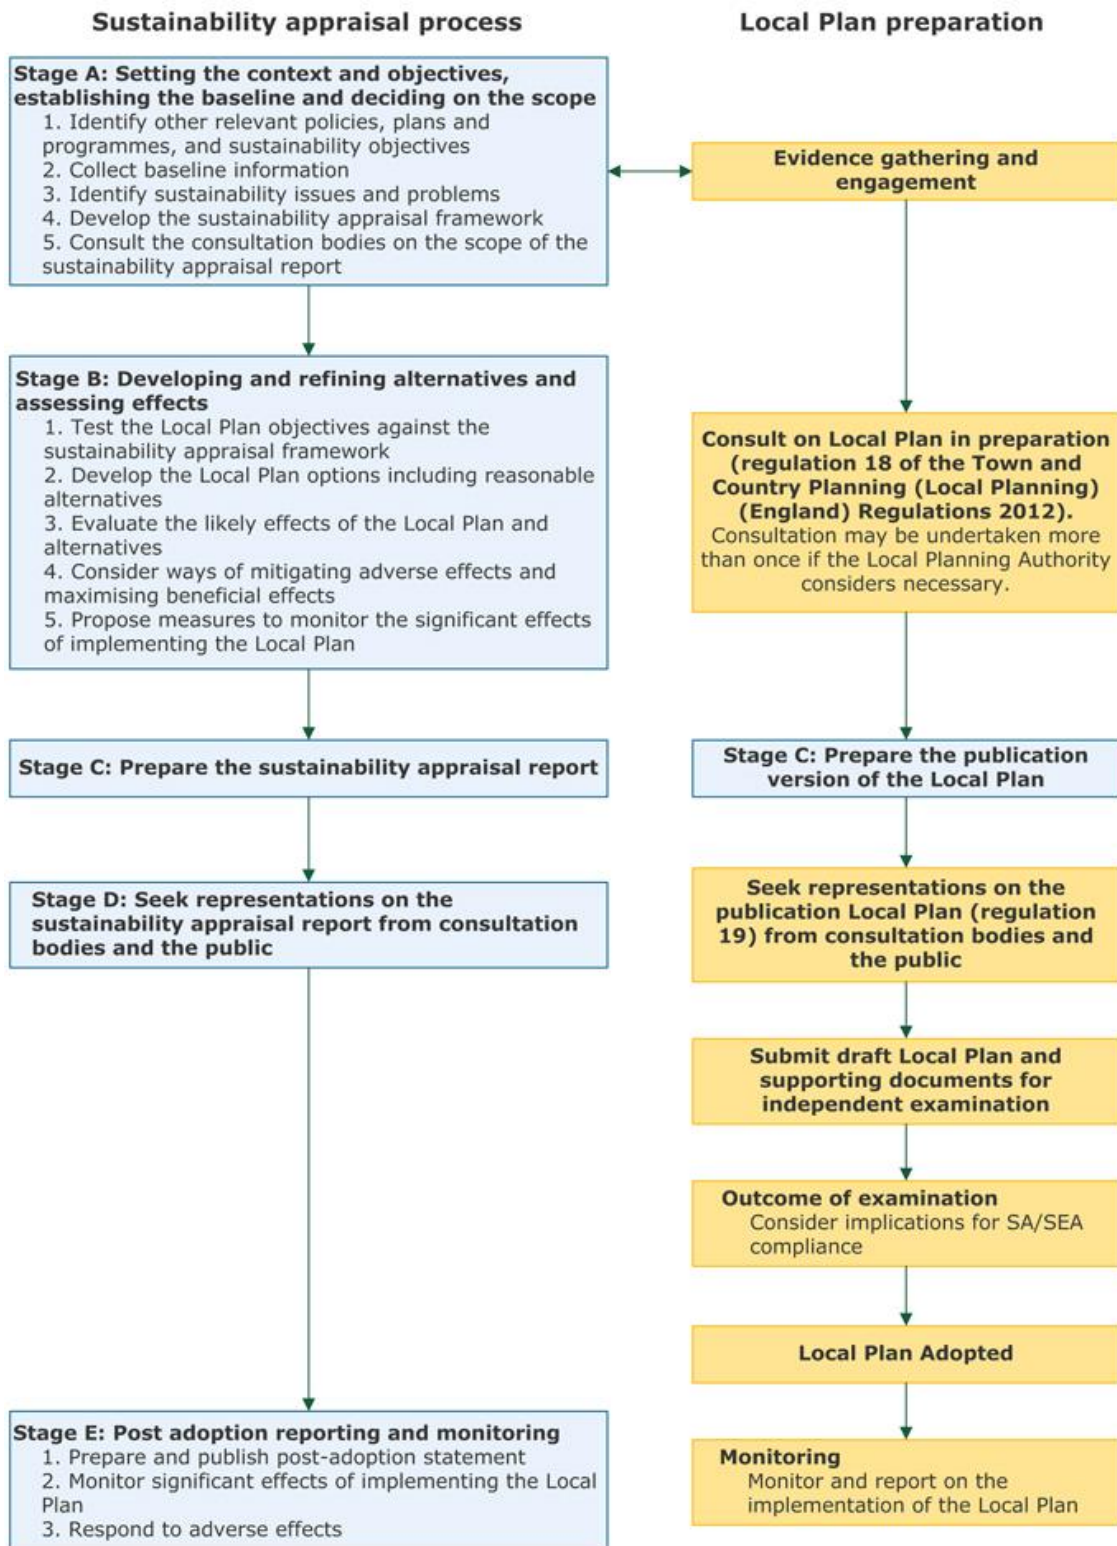 Sustainability appraisal process
Local Plan preparation
Stage A: Setting the context and objectives,
establishing the baseline and deciding on the scope
1. Identify other relevant policies, plans and
programmes, and sustainability objectives
2. Collect baseline information
3. Identify sustainability issues and problems
4. Develop the sustainability appraisal framework
5. Consult the consultation bodies on the scope of the
sustainability appraisal report
Evidence gathering and
engagement
Stage B: Developing and refining alternatives and
assessing effects
1. Test the Local Plan objectives against the
sustainability appraisal framework
2. Develop the Local Plan options including reasonable
alternatives
3. Evaluate the likely effects of the Local Plan and
alternatives
4. Consider ways of mitigating adverse effects and
maximising beneficial effects
5. Propose measures to monitor the significant effects
of implementing the Local Plan
Consult on Local Plan in preparation
(regulation 18 of the Town and
Country Planning (Local Planning)
(England) Regulations 2012).
Consultation may be undertaken more
than once if the Local Planning Authority
considers necessary.
Stage C: Prepare the sustainability appraisal report
Stage C: Prepare the publication
version of the Local Plan
Stage D: Seek representations on the
sustainability appraisal report from consultation
bodies and the public
Seek representations on the
publication Local Plan (regulation
19) from consultation bodies and
the public
Submit draft Local Plan and
supporting documents for
independent examination
Outcome of examination
Consider implications for SA/SEA
compliance
Local Plan Adopted
Stage E: Post adoption reporting and monitoring
1. Prepare and publish post-adoption statement
2. Monitor significant effects of implementing the Local
Plan
3. Respond to adverse effects
Monitoring
Monitor and report on the
implementation of the Local Plan